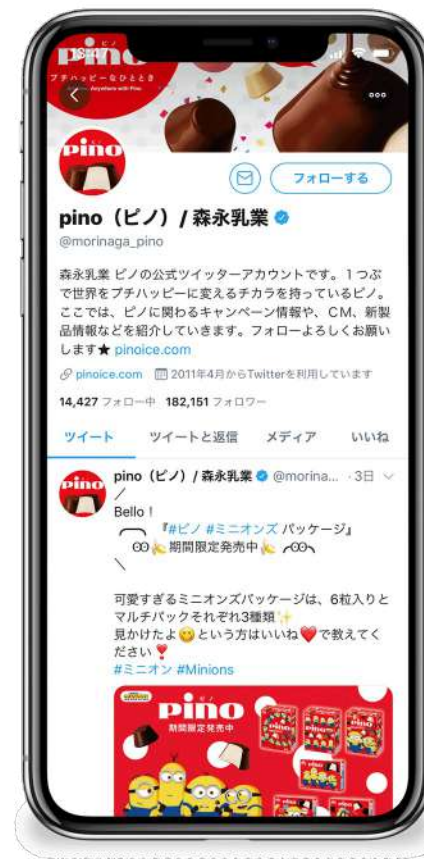 13:47
pino
ピノ
プチハッピーなひととき
Anywhere with Pino.
pino
フォローする
pino（ピノ）/ 森永乳業
@morinaga_pino
森永乳業 ピノの公式ツイッターアカウントです。１つぶ
で世界をプチハッピーに変えるチカラを持っているピノ。
ここでは、ピノに関わるキャンペーン情報や、ＣＭ、新製
品情報などを紹介していきます。フォローよろしくお願い
します★ pinoice.com
pinoice.com 2011年4月からTwitterを利用しています
14,427 フォロー中 182,151 フォロワー
ツイート ツイートと返信 メディア いいね
pino（ピノ）/ 森永乳業 @morina... · 3日
pino
／
Bello！
『#ピノ #ミニオンズ パッケージ』
期間限定発売中
＼
可愛すぎるミニオンズパッケージは、6粒入りと
マルチパックそれぞれ3種類✨
見かけたよ😋という方はいいね❤️で教えてく
ださい❣️
#ミニオン #Minions
ピノ
pino
期間限定発売中